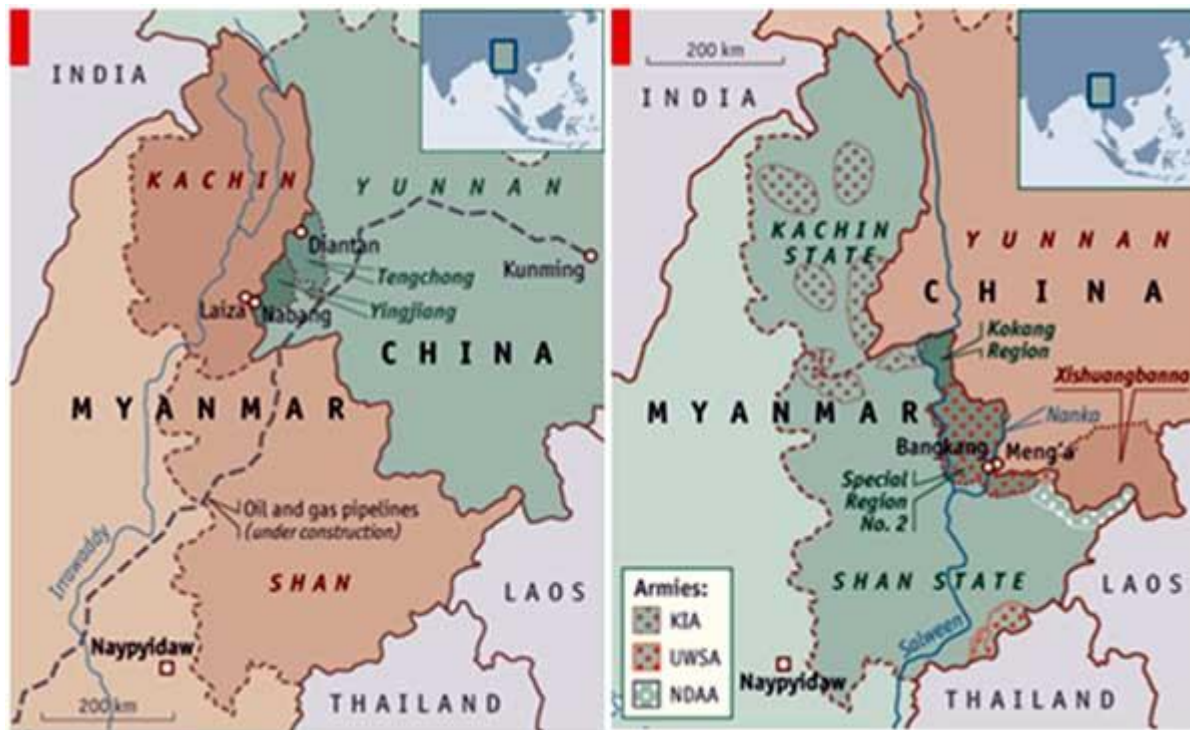 INDIA
KACHIN
YUNNAN
Diantan
Tengchong
Kunming
Laiza
Nabang
Yingjiang
CHINA
MYANMAR
Oil and gas pipelines
(under construction)
Irrawaddy
SHAN
LAOS
Naypyidaw
200 km
THAILAND
200 km
INDIA
KACHIN
STATE
YUNNAN
CHINA
Kokang
Region
Xishuangbanna
MYANMAR
Nanka
Bangkang
Meng'a
Special
Region
No. 2
SHAN STATE
LAOS
Armies:
KIA
UWSA
NDAA
Salween
Naypyidaw
THAILAND